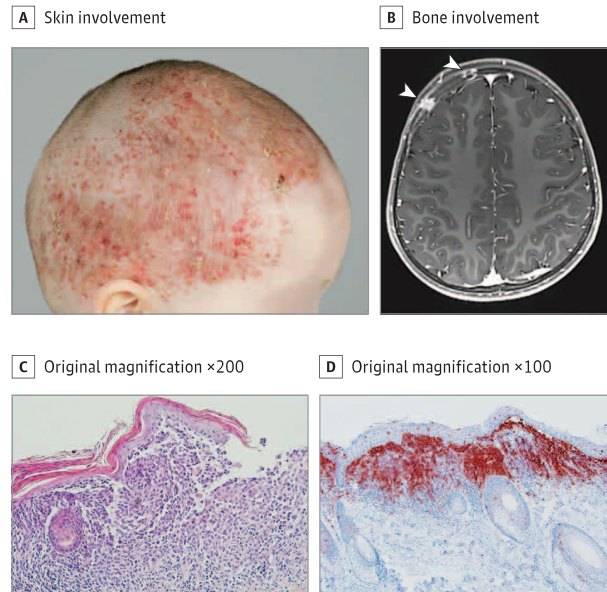 A Skin involvement
B Bone involvement
C Original magnification ×200
D Original magnification ×100